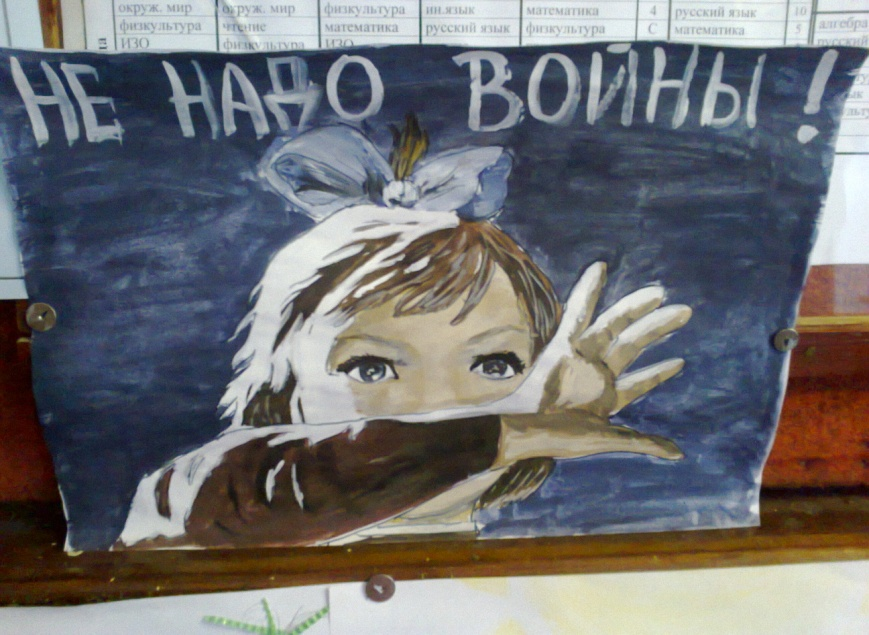 окруж. мир окруж. мир физкультура ин.язык математика 4 русский язык 10
физкультура чтение математика русский язык физкультура С математика 5 алгебра
ИЗО физкультура ИЗО
НЕ НАДО ВОЙНЫ!